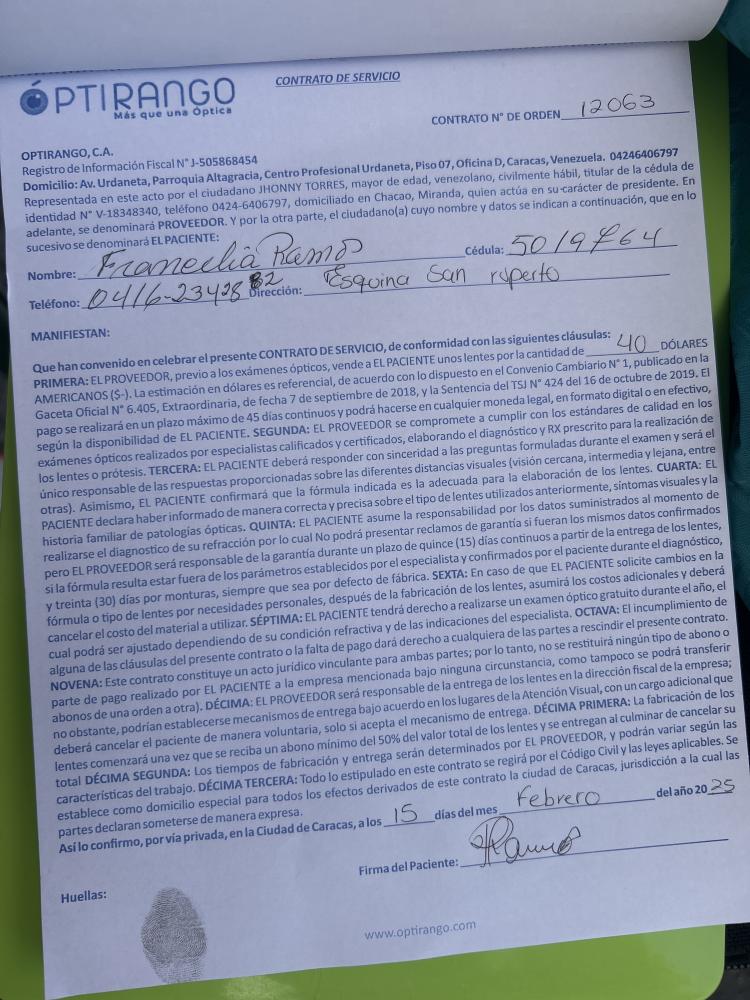 ÓPTIRANGO
Más que una Óptica
CONTRATO DE SERVICIO
CONTRATO N° DE ORDEN 12063
OPTIRANGO, C.A.
Registro de Información Fiscal N° J-505868454
Domicilio: Av. Urdaneta, Parroquia Altagracia, Centro Profesional Urdaneta, Piso 07, Oficina D, Caracas, Venezuela. 04246406797
Representada en este acto por el ciudadano JHONNY TORRES, mayor de edad, venezolano, civilmente hábil, titular de la cédula de
identidad N° V-18348340, teléfono 0424-6406797, domiciliado en Chacao, Miranda, quien actúa en su carácter de presidente. En
adelante, se denominará PROVEEDOR. Y por la otra parte, el ciudadano(a) cuyo nombre y datos se indican a continuación, que en lo
sucesivo se denominará EL PACIENTE:
Nombre: Ramos Cédula:
Teléfono: 0416-23428 82 Dirección: Esquina San ruperto
MANIFIESTAN:
Que han convenido en celebrar el presente CONTRATO DE SERVICIO, de conformidad con las siguientes cláusulas:
PRIMERA: EL PROVEEDOR, previo a los exámenes ópticos, vende a EL PACIENTE unos lentes por la cantidad de 40 DÓLARES
AMERICANOS ($-). La estimación en dólares es referencial, de acuerdo con lo dispuesto en el Convenio Cambiario N° 1, publicado en la
Gaceta Oficial N° 6.405, Extraordinaria, de fecha 7 de septiembre de 2018, y la Sentencia del TSJ N° 424 del 16 de octubre de 2019. El
pago se realizará en un plazo máximo de 45 días continuos y podrá hacerse en cualquier moneda legal, en formato digital o en efectivo,
según la disponibilidad de EL PACIENTE. SEGUNDA: EL PROVEEDOR se compromete a cumplir con los estándares de calidad en los
exámenes ópticos realizados por especialistas calificados y certificados, elaborando el diagnóstico y RX prescrito para la realización de
los lentes o prótesis. TERCERA: EL PACIENTE deberá responder con sinceridad a las preguntas formuladas durante el examen y será el
único responsable de las respuestas proporcionadas sobre las diferentes distancias visuales (visión cercana, intermedia y lejana, entre
otras). Asimismo, EL PACIENTE confirmará que la fórmula indicada es la adecuada para la elaboración de los lentes. CUARTA: EL
PACIENTE declara haber informado de manera correcta y precisa sobre el tipo de lentes utilizados anteriormente, síntomas visuales y la
historia familiar de patologías ópticas. QUINTA: EL PACIENTE asume la responsabilidad por los datos suministrados al momento de
realizarse el diagnostico de su refracción por lo cual No podrá presentar reclamos de garantía si fueran los mismos datos confirmados
pero EL PROVEEDOR será responsable de la garantía durante un plazo de quince (15) días continuos a partir de la entrega de los lentes,
si la fórmula resulta estar fuera de los parámetros establecidos por el especialista y confirmados por el paciente durante el diagnóstico,
y treinta (30) días por monturas, siempre que sea por defecto de fábrica. SEXTA: En caso de que EL PACIENTE solicite cambios en la
fórmula o tipo de lentes por necesidades personales, después de la fabricación de los lentes, asumirá los costos adicionales y deberá
cancelar el costo del material a utilizar. SÉPTIMA: EL PACIENTE tendrá derecho a realizarse un examen óptico gratuito durante el año, el
cual podrá ser ajustado dependiendo de su condición refractiva y de las indicaciones del especialista. OCTAVA: El incumplimiento de
alguna de las cláusulas del presente contrato o la falta de pago dará derecho a cualquiera de las partes a rescindir el presente contrato.
NOVENA: Este contrato constituye un acto jurídico vinculante para ambas partes; por lo tanto, no se restituirá ningún tipo de abono o
parte de pago realizado por EL PACIENTE a la empresa mencionada bajo ninguna circunstancia, como tampoco se podrá transferir
abonos de una orden a otra). DÉCIMA: EL PROVEEDOR será responsable de la entrega de los lentes en la dirección fiscal de la empresa;
no obstante, podrían establecerse mecanismos de entrega bajo acuerdo en los lugares de la Atención Visual, con un cargo adicional que
deberá cancelar el paciente de manera voluntaria, solo si acepta el mecanismo de entrega. DÉCIMA PRIMERA: La fabricación de los
lentes comenzará una vez que se reciba un abono mínimo del 50% del valor total de los lentes y se entregan al culminar de cancelar su
total DÉCIMA SEGUNDA: Los tiempos de fabricación y entrega serán determinados por EL PROVEEDOR, y podrán variar según las
características del trabajo. DÉCIMA TERCERA: Todo lo estipulado en este contrato se regirá por el Código Civil y las leyes aplicables. Se
establece como domicilio especial para todos los efectos derivados de este contrato la ciudad de Caracas, jurisdicción a la cual las
partes declaran someterse de manera expresa.
Así lo confirmo, por vía privada, en la Ciudad de Caracas, a los 15 días del mes Febrero del año 2025
Firma del Paciente:
Huellas:
www.optirango.com